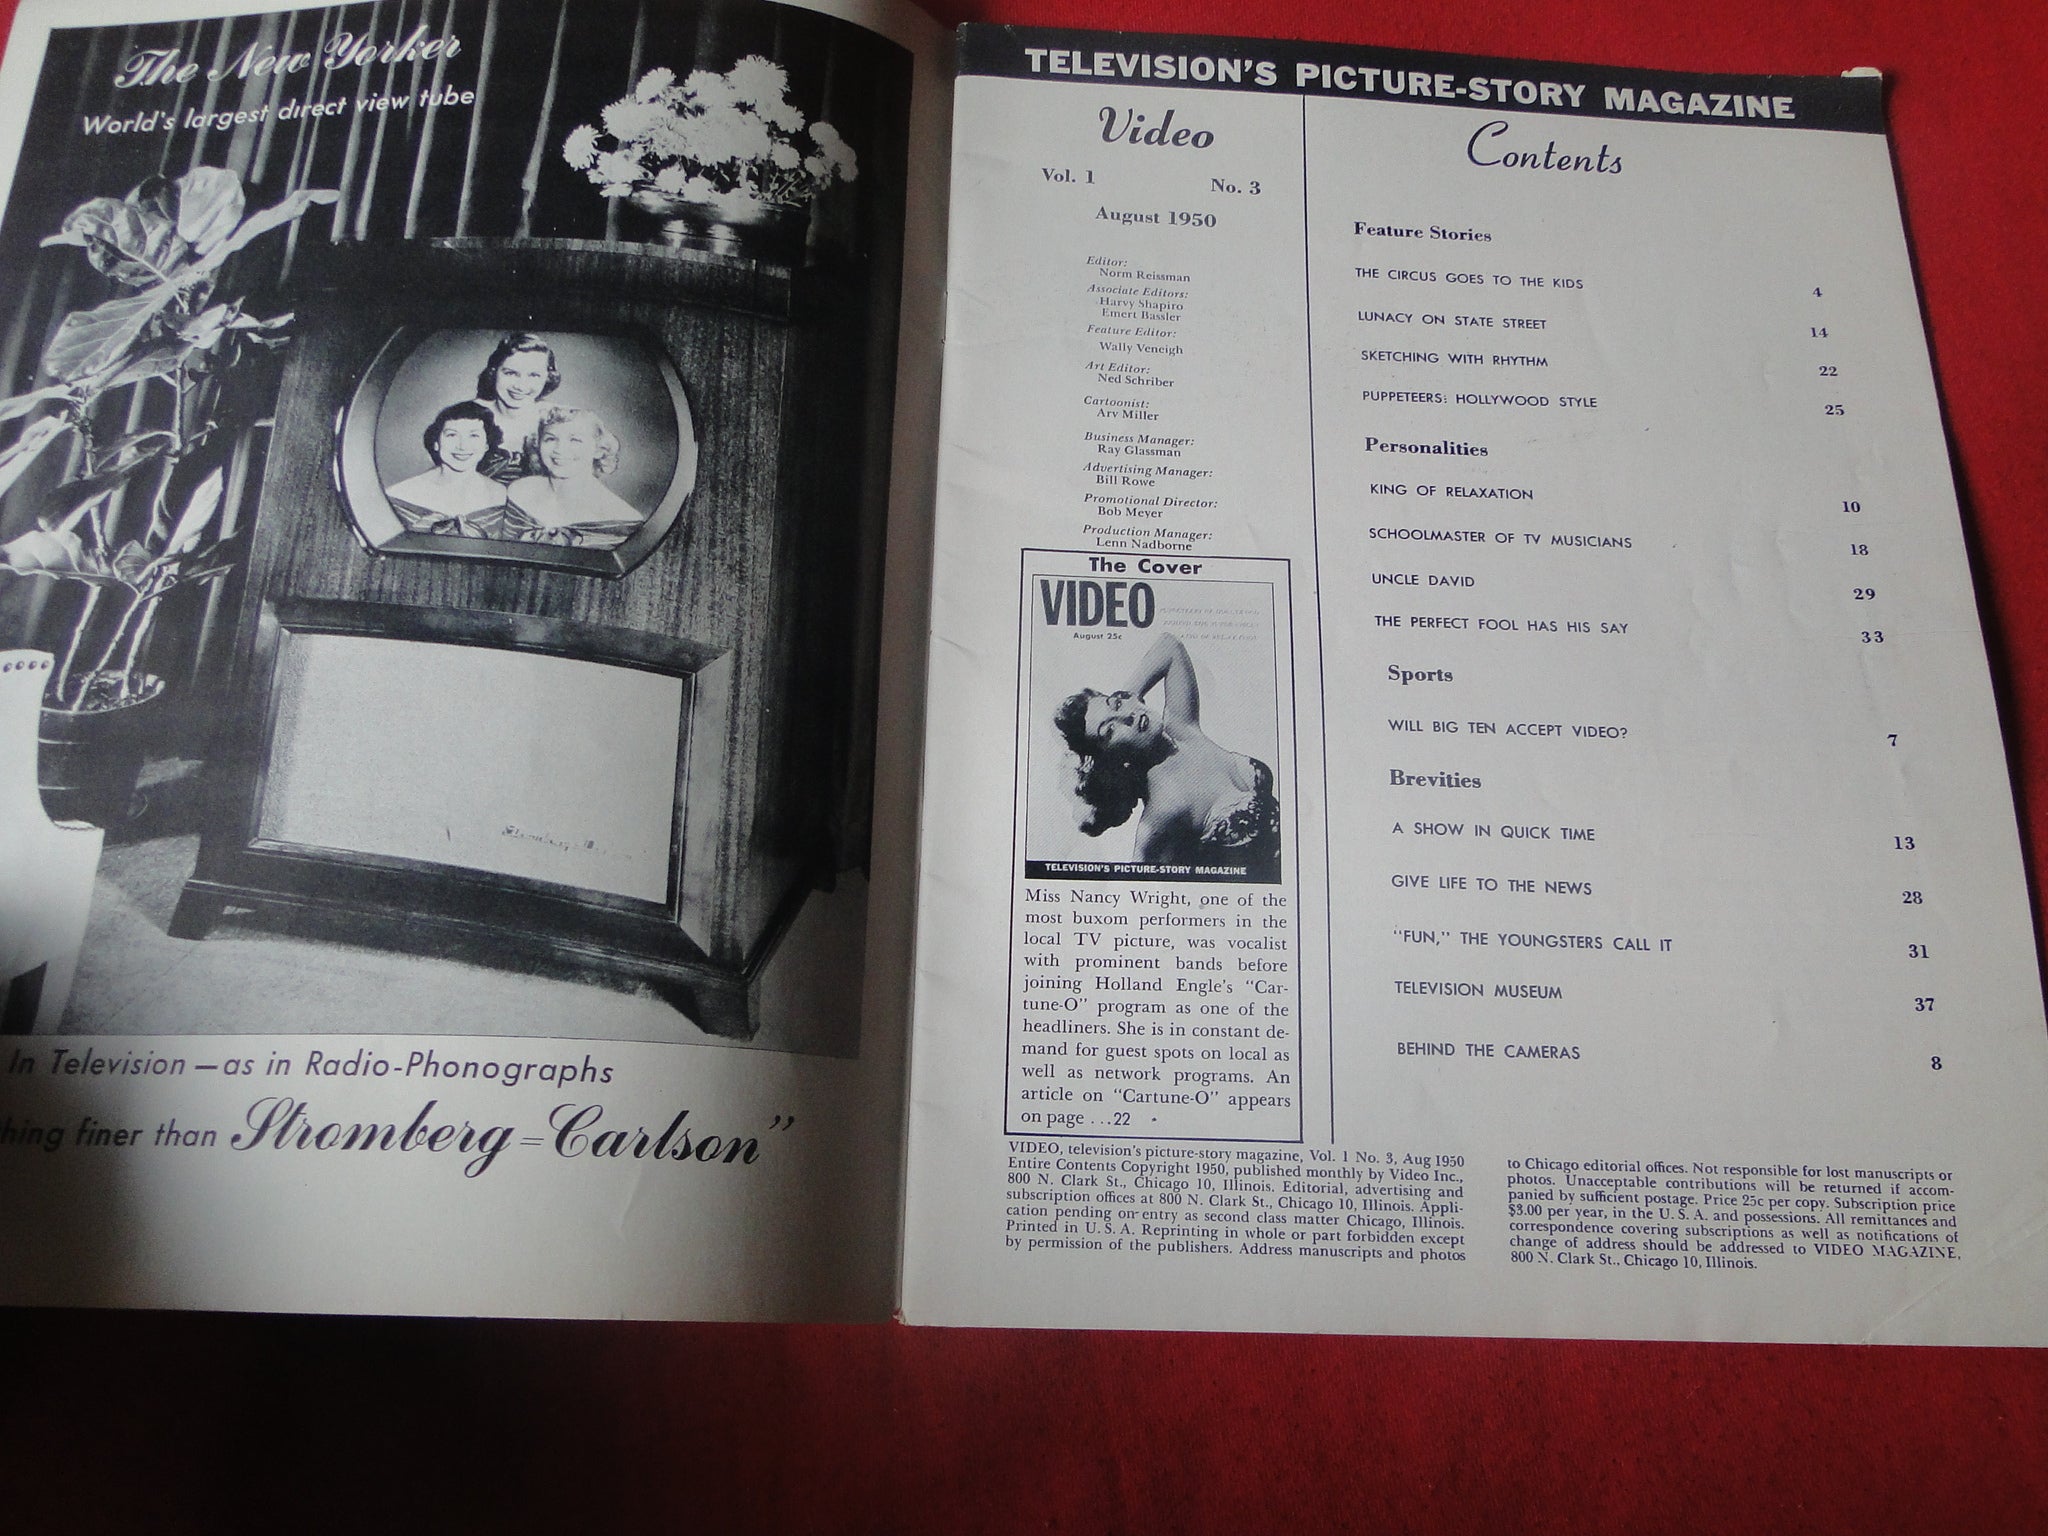 The New Yorker
World's largest direct view tube
In Television — as in Radio-Phonographs
finer than Stromberg-Carlson"
TELEVISION'S PICTURE-STORY MAGAZINE
Video
Vol. 1 No. 3
August 1950
Editor:
Norm Reissman
Associate Editors:
Harvy Shapiro
Emert Bassler
Feature Editor:
Wally Veneigh
Art Editor:
Ned Schriber
Cartoonist:
Arv Miller
Business Manager:
Ray Glassman
Advertising Manager:
Bill Rowe
Promotional Director:
Bob Meyer
Production Manager:
Lenn Nadborne
The Cover
VIDEO
August 25c
TELEVISION'S PICTURE-STORY MAGAZINE
Miss Nancy Wright, one of the
most buxom performers in the
local TV picture, was vocalist
with prominent bands before
joining Holland Engle's "Car-
tune-O" program as one of the
headliners. She is in constant de-
mand for guest spots on local as
well as network programs. An
article on "Cartune-O" appears
on page . . . 22
Contents
Feature Stories
THE CIRCUS GOES TO THE KIDS 4
LUNACY ON STATE STREET 14
SKETCHING WITH RHYTHM 22
PUPPETEERS: HOLLYWOOD STYLE 25
Personalities
KING OF RELAXATION 10
SCHOOLMASTER OF TV MUSICIANS 18
UNCLE DAVID 29
THE PERFECT FOOL HAS HIS SAY 33
Sports
WILL BIG TEN ACCEPT VIDEO? 7
Brevities
A SHOW IN QUICK TIME 13
GIVE LIFE TO THE NEWS 28
"FUN," THE YOUNGSTERS CALL IT 31
TELEVISION MUSEUM 37
BEHIND THE CAMERAS 8
VIDEO, television's picture-story magazine, Vol. 1 No. 3, Aug 1950
Entire Contents Copyright 1950, published monthly by Video Inc.,
800 N. Clark St., Chicago 10, Illinois. Editorial, advertising and
subscription offices at 800 N. Clark St., Chicago 10, Illinois. Appli-
cation pending on entry as second class matter Chicago, Illinois.
Printed in U. S. A. Reprinting in whole or part forbidden except
by permission of the publishers. Address manuscripts and photos
to Chicago editorial offices. Not responsible for lost manuscripts or
photos. Unacceptable contributions will be returned if accom-
panied by sufficient postage. Price 25c per copy. Subscription price
$3.00 per year, in the U. S. A. and possessions. All remittances and
correspondence covering subscriptions as well as notifications of
change of address should be addressed to VIDEO MAGAZINE,
800 N. Clark St., Chicago 10, Illinois.